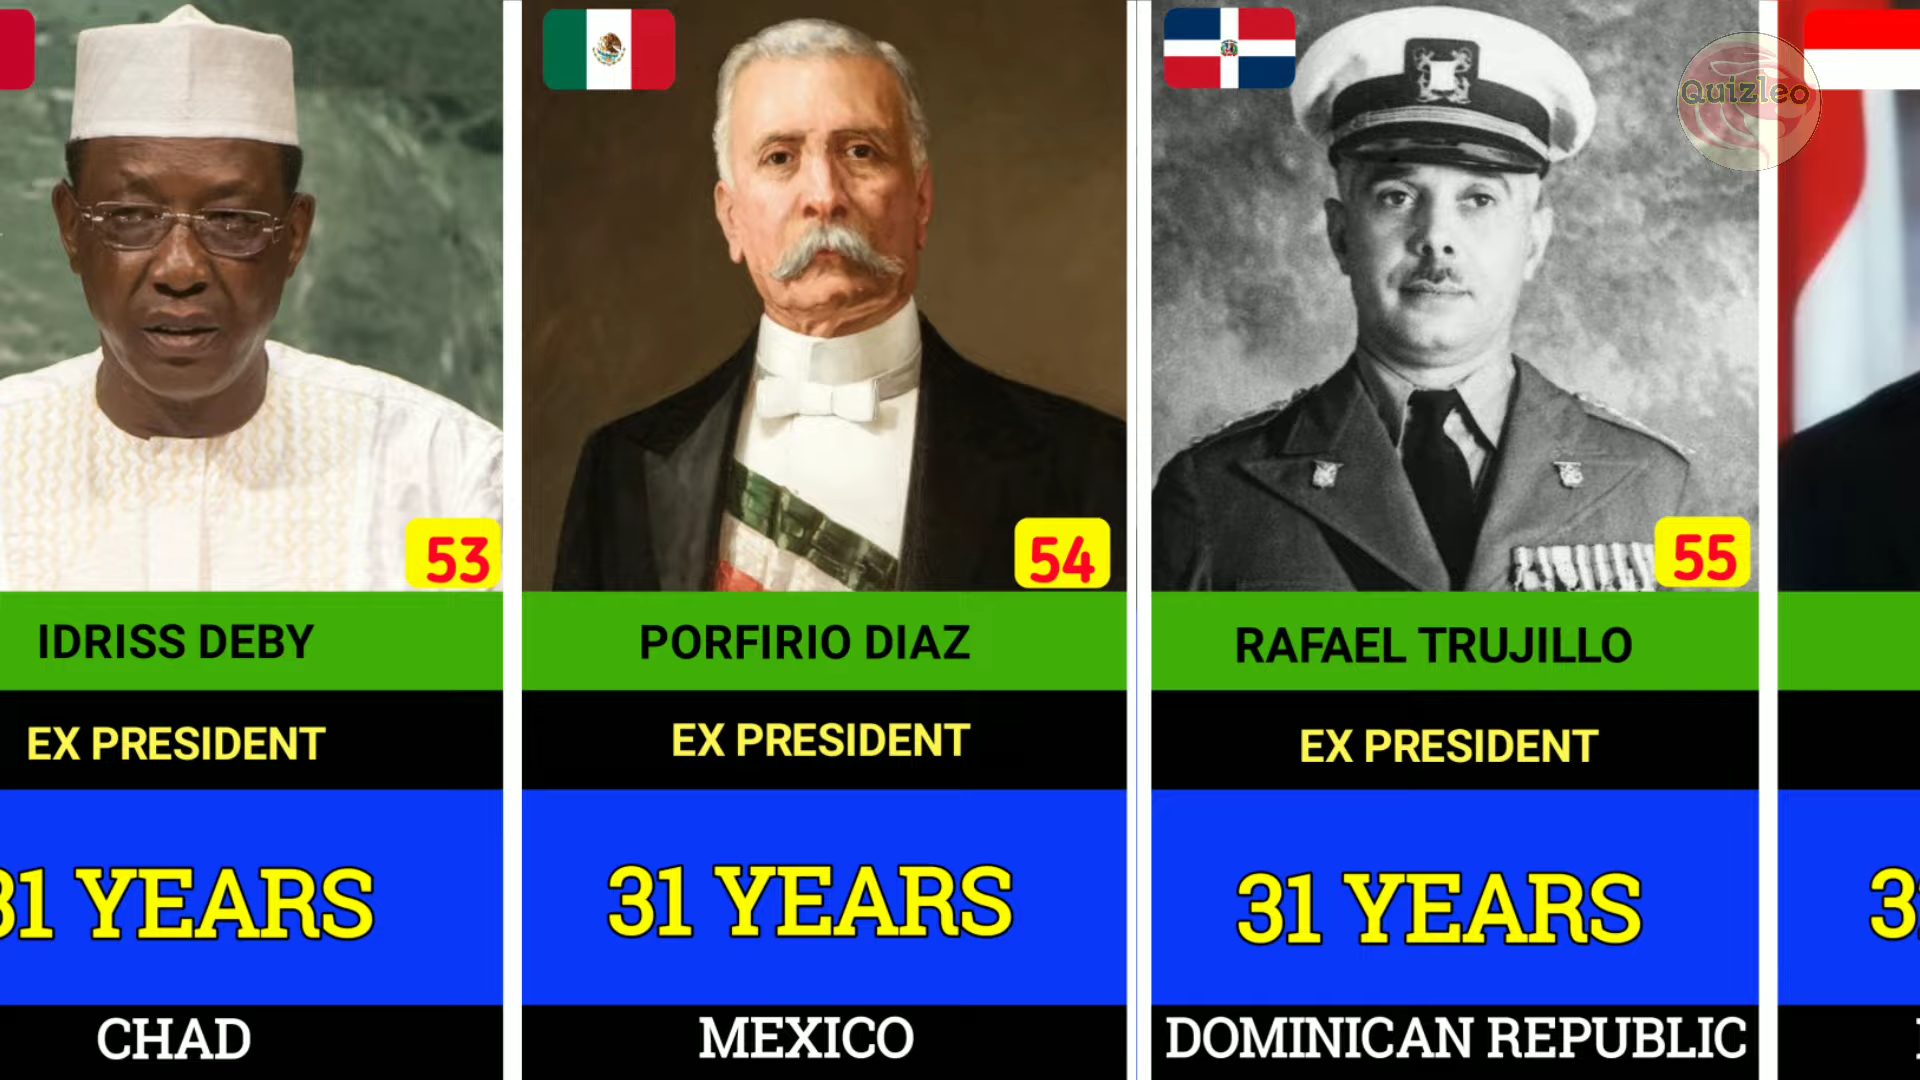 Quizleo
53
IDRISS DEBY
EX PRESIDENT
31 YEARS
CHAD
54
PORFIRIO DIAZ
EX PRESIDENT
31 YEARS
MEXICO
55
RAFAEL TRUJILLO
EX PRESIDENT
31 YEARS
DOMINICAN REPUBLIC